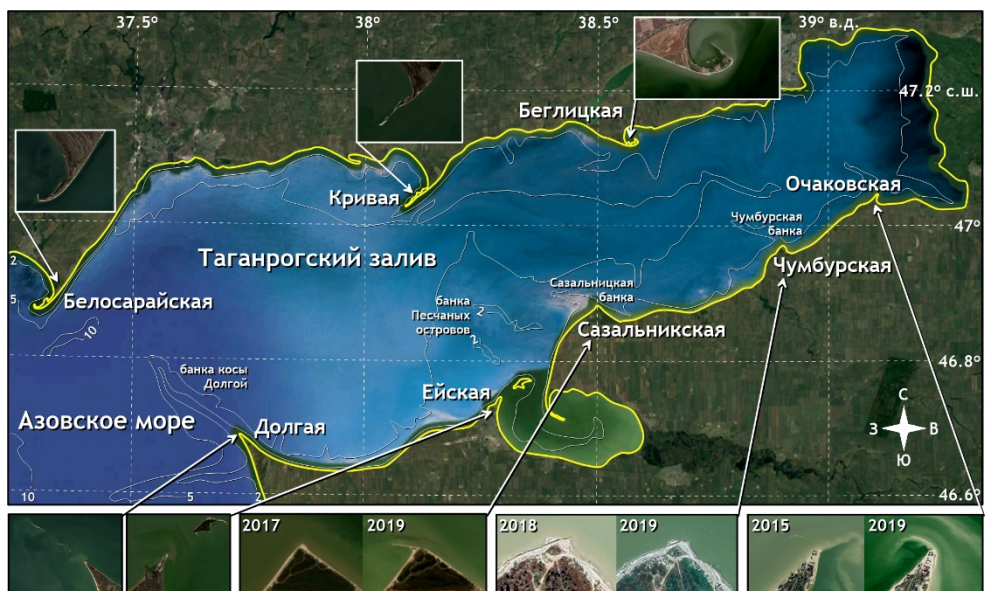 37.5°
38°
38.5°
39° в.д.
47.2° с.ш.
Беглицкая
Кривая
Очаковская
Чумбурская
банка
47°
Таганрогский залив
Чумбурская
2
5
Белосарайская
10
Сазальницкая
банка
банка
Песчаных
островов
2
2
Сазальникская
46.8°
банка косы
Долгой
Ейская
Азовское море
Долгая
С
З
В
Ю
10
5
2
46.6°
2017
2019
2018
2019
2015
2019